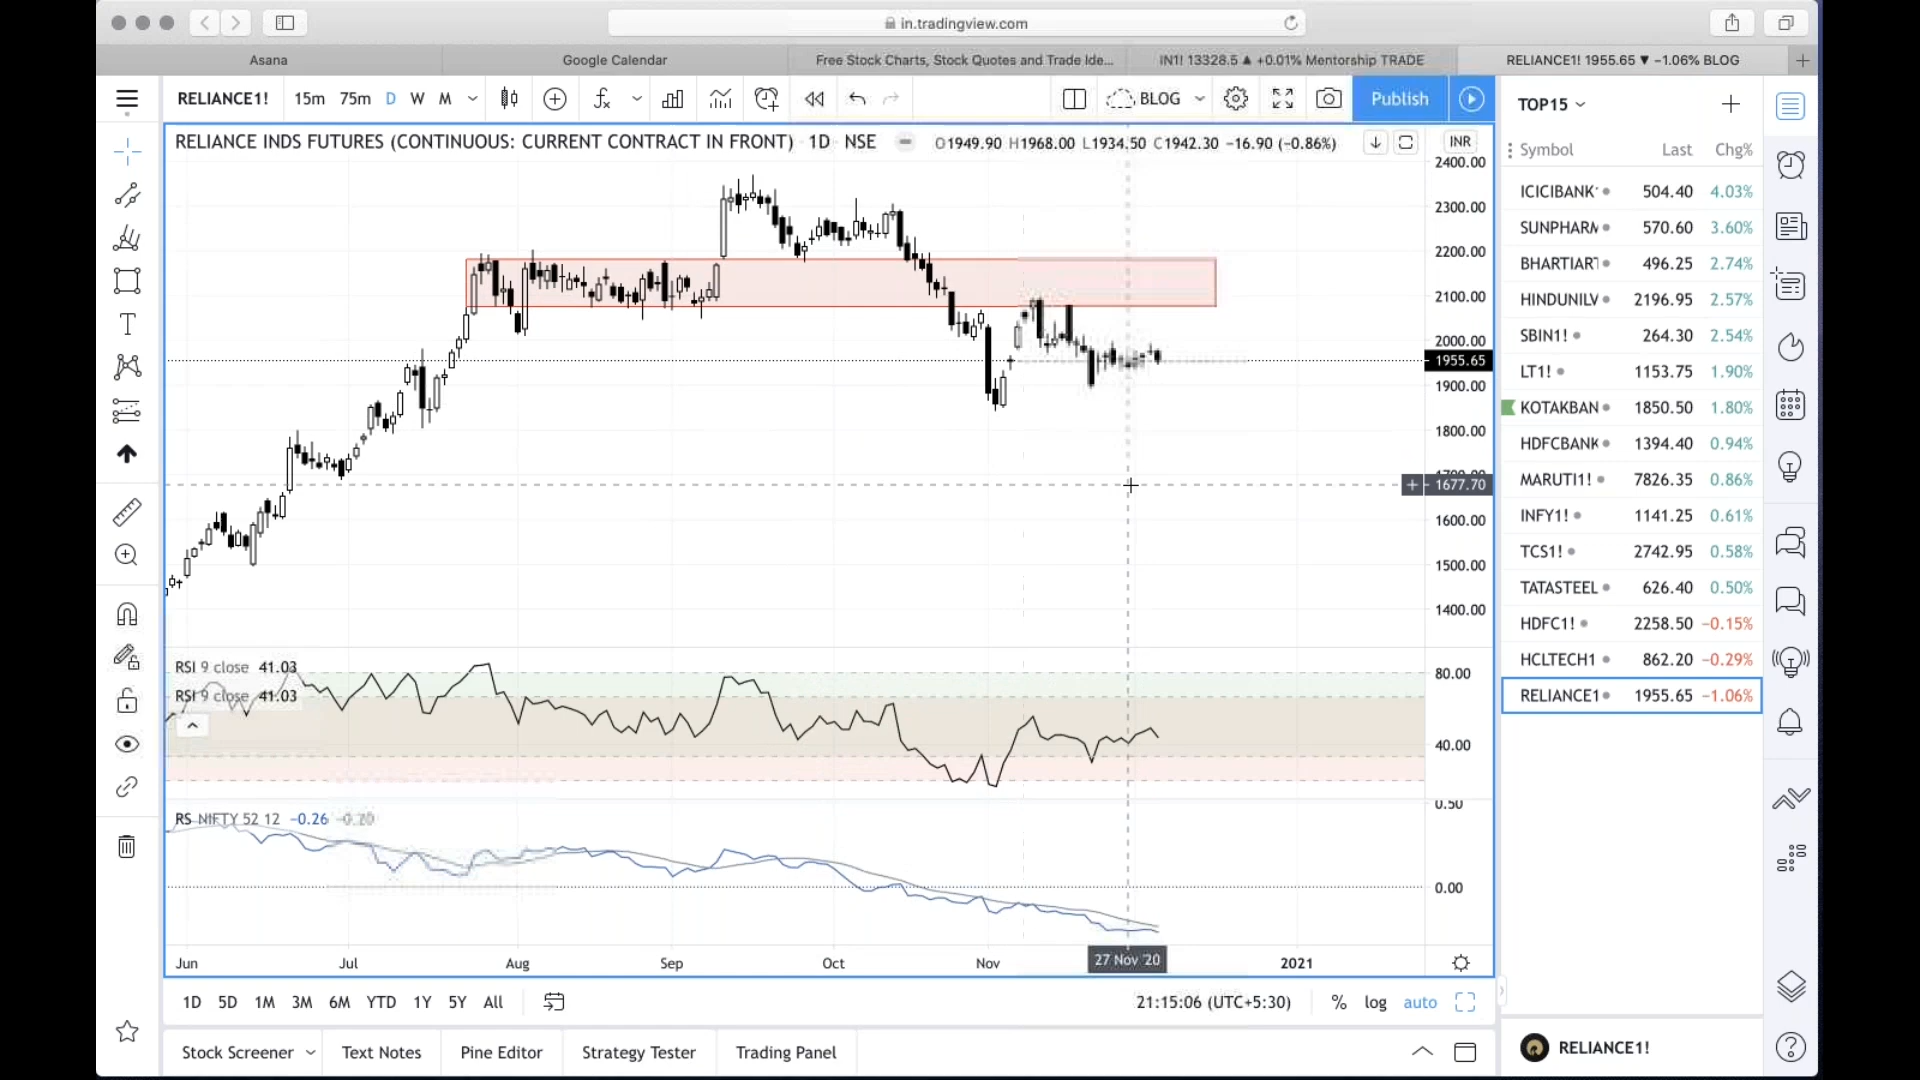 in.tradingview.com
Asana
Google Calendar
Free Stock Charts, Stock Quotes and Trade Ide...
IN1! 13328.5 ▲ +0.01% Mentorship TRADE
RELIANCE1! 1955.65 ▼ −1.06% BLOG
RELIANCE1! 15m 75m D W M
BLOG
Publish
RELIANCE INDS FUTURES (CONTINUOUS: CURRENT CONTRACT IN FRONT) 1D NSE
O1949.90 H1968.00 L1934.50 C1942.30 −16.90 (−0.86%)
INR
2400.00
2300.00
2200.00
2100.00
2000.00
1955.65
1900.00
1800.00
1677.70
1600.00
1500.00
1400.00
RSI 9 close 41.03
RSI 9 close 41.03
80.00
40.00
RS NIFTY 52 12 −0.26 −0.20
0.50
0.00
Jun Jul Aug Sep Oct Nov 27 Nov '20 2021
1D 5D 1M 3M 6M YTD 1Y 5Y All
21:15:06 (UTC+5:30) % log auto
Stock Screener Text Notes Pine Editor Strategy Tester Trading Panel
TOP15
Symbol Last Chg%
ICICIBANK 504.40 4.03%
SUNPHARM 570.60 3.60%
BHARTIART 496.25 2.74%
HINDUNILV 2196.95 2.57%
SBIN1! 264.30 2.54%
LT1! 1153.75 1.90%
KOTAKBAN 1850.50 1.80%
HDFCBANK 1394.40 0.94%
MARUTI1! 7826.35 0.86%
INFY1! 1141.25 0.61%
TCS1! 2742.95 0.58%
TATASTEEL 626.40 0.50%
HDFC1! 2258.50 −0.15%
HCLTECH1 862.20 −0.29%
RELIANCE1 1955.65 −1.06%
RELIANCE1!